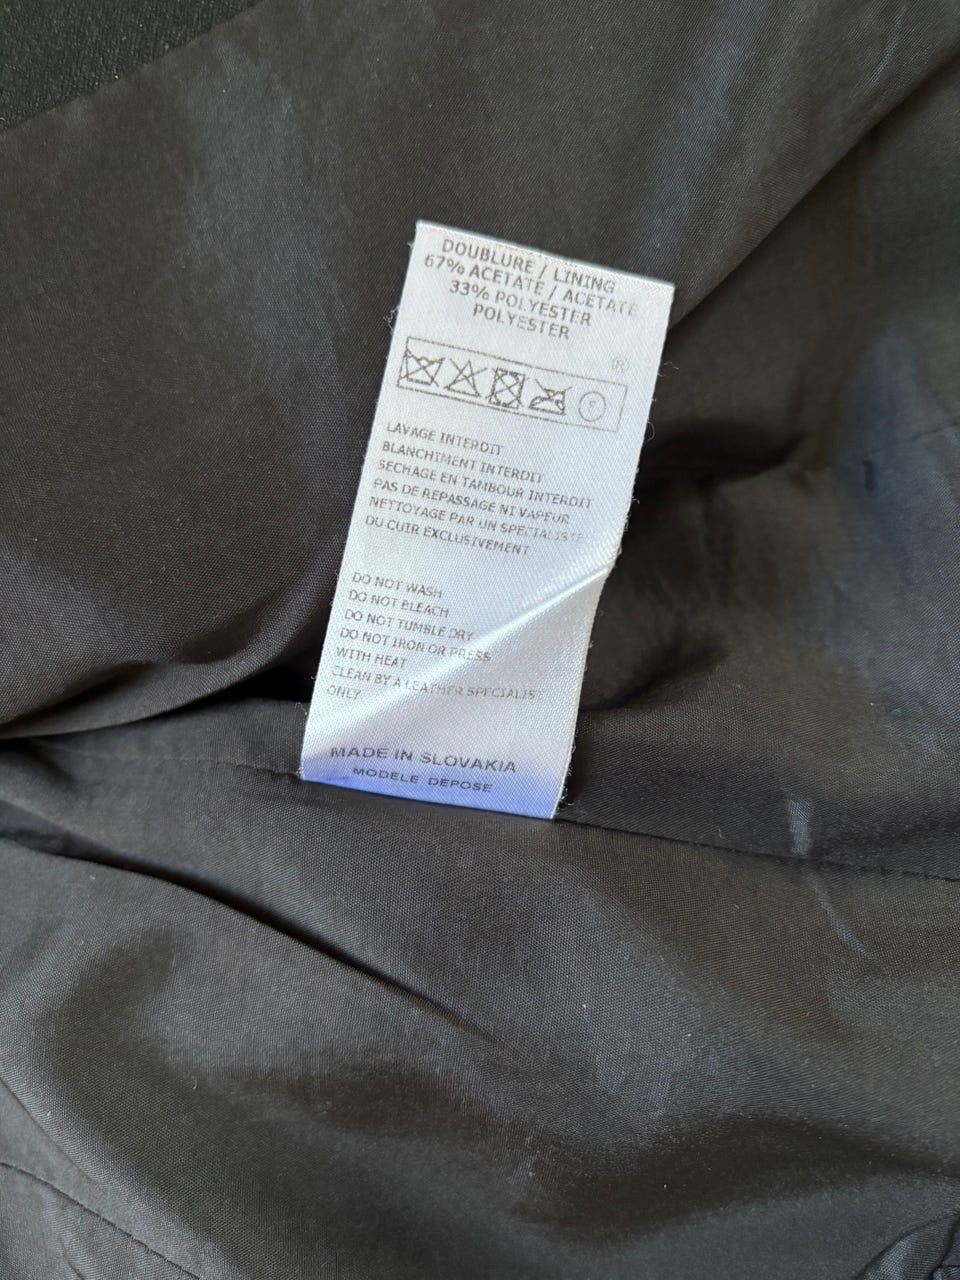 DOUBLURE / LINING
67% ACETATE / ACETATE
33% POLYESTER
POLYESTER
®
F
LAVAGE INTERDIT
BLANCHIMENT INTERDIT
SECHAGE EN TAMBOUR INTERDIT
PAS DE REPASSAGE NI VAPEUR
NETTOYAGE PAR UN SPECIALISTE
DU CUIR EXCLUSIVEMENT
DO NOT WASH
DO NOT BLEACH
DO NOT TUMBLE DRY
DO NOT IRON OR PRESS
WITH HEAT
CLEAN BY A LEATHER SPECIALIST
ONLY
MADE IN SLOVAKIA
MODELE DEPOSE